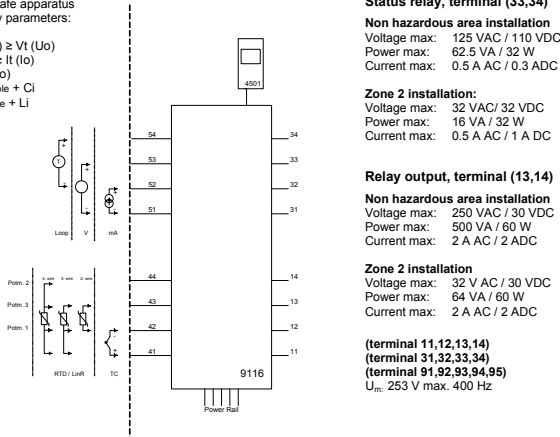 afe apparatus
y parameters:
) ≥ Vt (Uo)
It (Io)
o)
+ Ci
e + Li
4501
54
53
52
51
34
33
32
31
T
Loop V mA
44
43
42
41
14
13
12
11
2-wire 3-wire
Potm. 2
Potm. 3
Potm. 1
RTD / LinR TC
9116
Power Rail
Status relay, terminal (33,34)
Non hazardous area installation
Voltage max: 125 VAC / 110 VDC
Power max: 62.5 VA / 32 W
Current max: 0.5 A AC / 0.3 ADC
Zone 2 installation:
Voltage max: 32 VAC/ 32 VDC
Power max: 16 VA / 32 W
Current max: 0.5 A AC / 1 A DC
Relay output, terminal (13,14)
Non hazardous area installation
Voltage max: 250 VAC / 30 VDC
Power max: 500 VA / 60 W
Current max: 2 A AC / 2 ADC
Zone 2 installation
Voltage max: 32 V AC / 30 VDC
Power max: 64 VA / 60 W
Current max: 2 A AC / 2 ADC
(terminal 11,12,13,14)
(terminal 31,32,33,34)
(terminal 91,92,93,94,95)
Um: 253 V max. 400 Hz